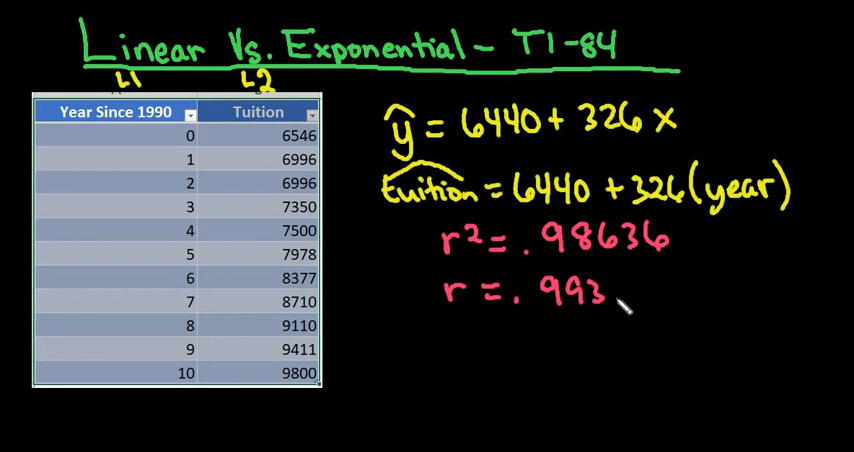 Linear Vs. Exponential - TI-84
L1 L2
Year Since 1990 Tuition
0 6546
1 6996
2 6996
3 7350
4 7500
5 7978
6 8377
7 8710
8 9110
9 9411
10 9800
ŷ = 6440 + 326 x
tuition = 6440 + 326 (year)
r² = .98636
r = .993